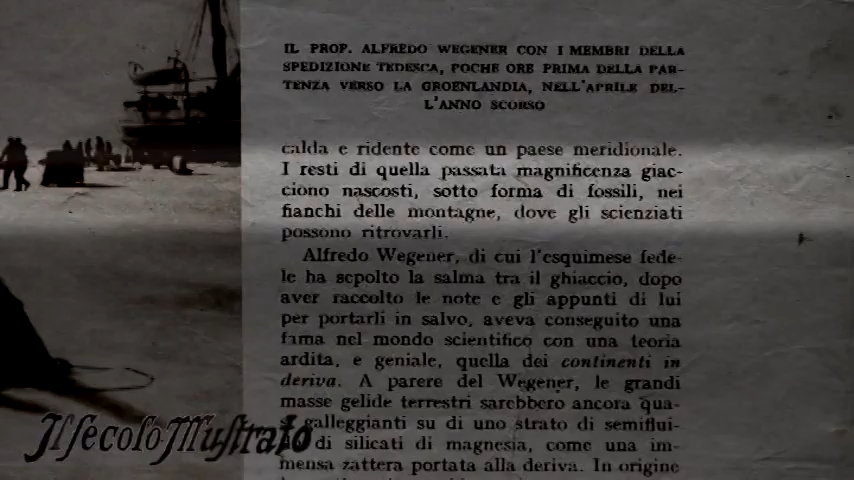 IL PROF. ALFREDO WEGENER CON I MEMBRI DELLA
SPEDIZIONE TEDESCA, POCHE ORE PRIMA DELLA PAR-
TENZA VERSO LA GROENLANDIA, NELL'APRILE DEL-
L'ANNO SCORSO
calda e ridente come un paese meridionale.
I resti di quella passata magnificenza giac-
ciono nascosti, sotto forma di fossili, nei
fianchi delle montagne, dove gli scienziati
possono ritrovarli.
Alfredo Wegener, di cui l'esquimese fede-
le ha sepolto la salma tra il ghiaccio, dopo
aver raccolto le note e gli appunti di lui
per portarli in salvo, aveva conseguito una
fama nel mondo scientifico con una teoria
ardita, e geniale, quella dei continenti in
deriva. A parere del Wegener, le grandi
masse gelide terrestri sarebbero ancora qua-
galleggianti su di uno strato di semiflui-
di silicati di magnesia, come una im-
mensa zattera portata alla deriva. In origine
Il Secolo Illustrato